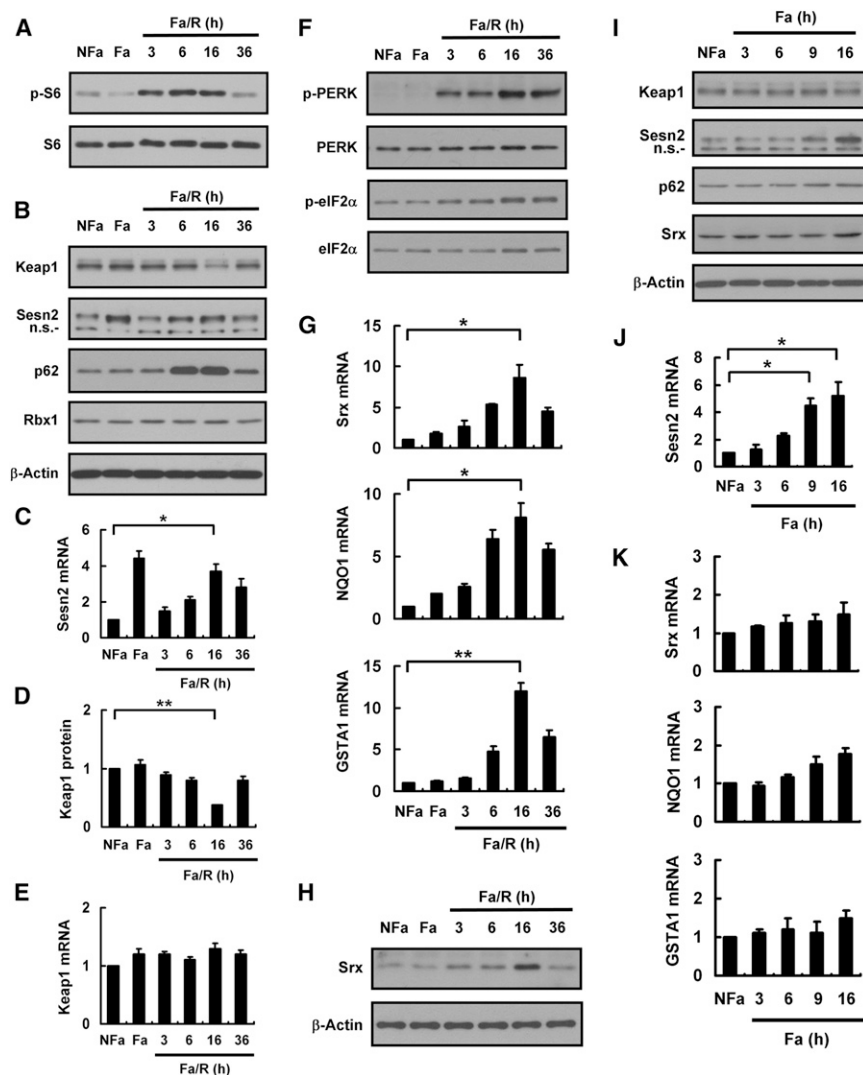 A
Fa/R (h)
NFa Fa 3 6 16 36
p-S6
S6
B
Fa/R (h)
NFa Fa 3 6 16 36
Keap1
Sesn2
n.s.-
p62
Rbx1
β-Actin
C
Sesn2 mRNA
6
4
2
0
*
NFa Fa 3 6 16 36
Fa/R (h)
D
Keap1 protein
2
1
0
**
NFa Fa 3 6 16 36
Fa/R (h)
E
Keap1 mRNA
2
1
0
NFa Fa 3 6 16 36
Fa/R (h)
F
Fa/R (h)
NFa Fa 3 6 16 36
p-PERK
PERK
p-eIF2α
eIF2α
G
Srx mRNA
15
10
5
0
*
NQO1 mRNA
10
5
0
*
GSTA1 mRNA
15
10
5
0
**
NFa Fa 3 6 16 36
Fa/R (h)
H
Fa/R (h)
NFa Fa 3 6 16 36
Srx
β-Actin
I
Fa (h)
NFa 3 6 9 16
Keap1
Sesn2
n.s.-
p62
Srx
β-Actin
J
Sesn2 mRNA
8
6
4
2
0
*
*
NFa 3 6 9 16
Fa (h)
K
Srx mRNA
3
2
1
0
NQO1 mRNA
3
2
1
0
GSTA1 mRNA
3
2
1
0
NFa 3 6 9 16
Fa (h)